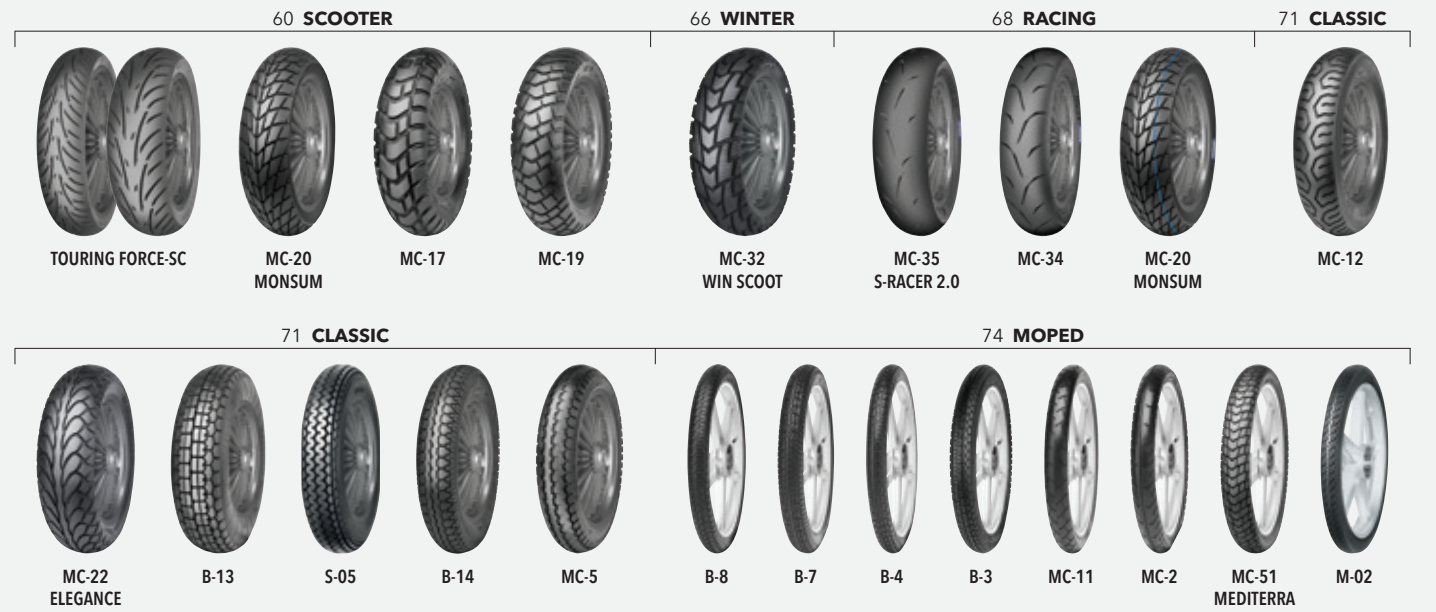 60 SCOOTER
66 WINTER
68 RACING
71 CLASSIC
TOURING FORCE-SC
MC-20
MONSUM
MC-17
MC-19
MC-32
WIN SCOOT
MC-35
S-RACER 2.0
MC-34
MC-20
MONSUM
MC-12
71 CLASSIC
74 MOPED
MC-22
ELEGANCE
B-13
S-05
B-14
MC-5
B-8
B-7
B-4
B-3
MC-11
MC-2
MC-51
MEDITERRA
M-02